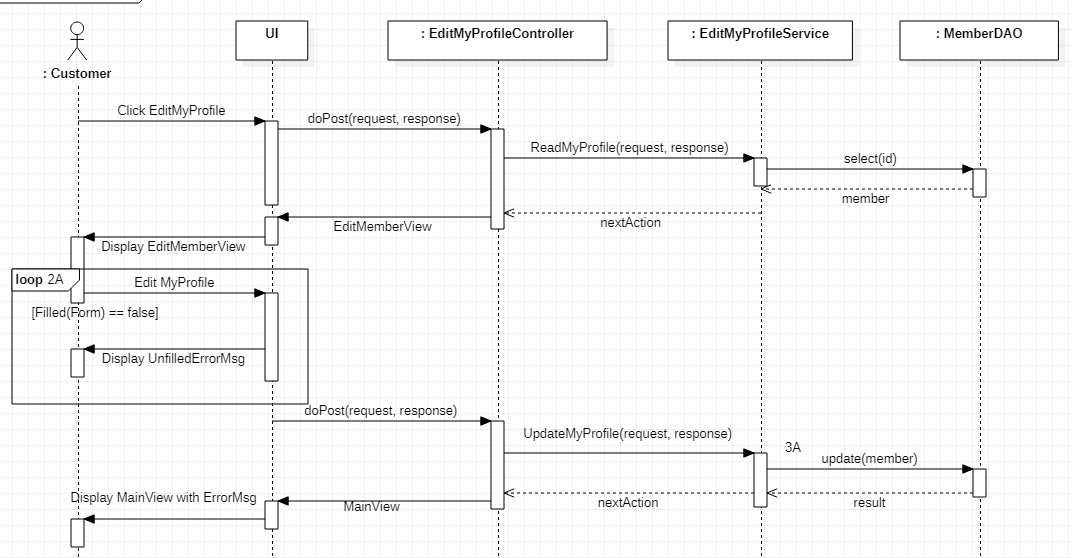 UI
: EditMyProfileController
: EditMyProfileService
: MemberDAO
: Customer
Click EditMyProfile
doPost(request, response)
ReadMyProfile(request, response)
select(id)
member
nextAction
EditMemberView
Display EditMemberView
loop 2A
Edit MyProfile
[Filled(Form) == false]
Display UnfilledErrorMsg
doPost(request, response)
UpdateMyProfile(request, response)
3A
update(member)
Display MainView with ErrorMsg
MainView
nextAction
result